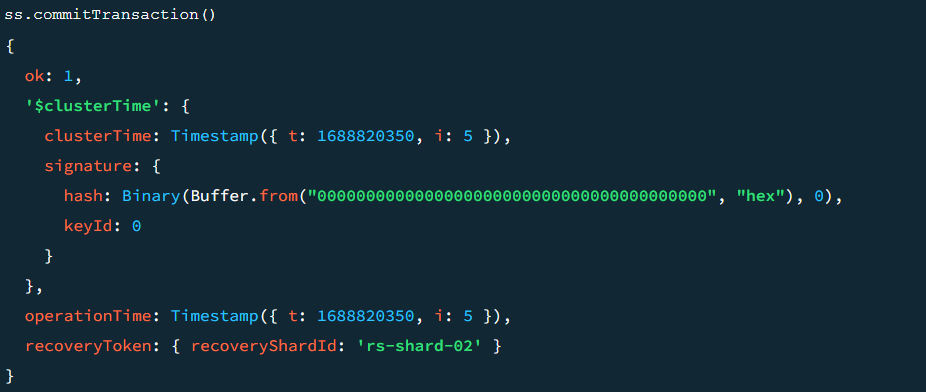 ss.commitTransaction()
{
  ok: 1,
  '$clusterTime': {
    clusterTime: Timestamp({ t: 1688820350, i: 5 }),
    signature: {
      hash: Binary(Buffer.from("0000000000000000000000000000000000000000", "hex"), 0),
      keyId: 0
    }
  },
  operationTime: Timestamp({ t: 1688820350, i: 5 }),
  recoveryToken: { recoveryShardId: 'rs-shard-02' }
}